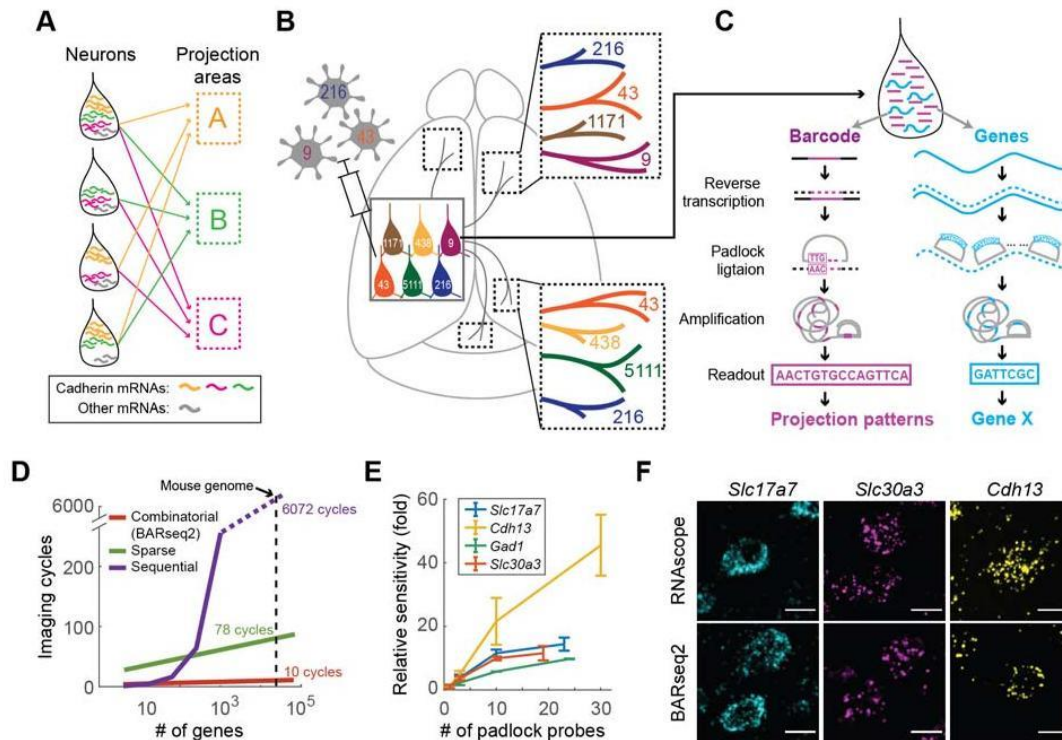 A
Neurons
Projection
areas
A
B
C
Cadherin mRNAs:
Other mRNAs:
B
216
43
9
1171
438
9
43
5111
216
216
43
1171
9
43
438
5111
216
C
Barcode
Genes
Reverse
transcription
Padlock
ligtaion
TTG
AAC
GATTCGC
GATTCGC
GATTCGC
Amplification
Readout
AACTGTGCCAGTTCA
GATTCGC
Projection patterns
Gene X
D
Mouse genome
6000
200
100
0
Imaging cycles
Combinatorial
(BARseq2)
Sparse
Sequential
6072 cycles
78 cycles
10 cycles
10
10³
10⁵
# of genes
E
Relative sensitivity (fold)
60
40
20
0
Slc17a7
Cdh13
Gad1
Slc30a3
0
10
20
30
# of padlock probes
F
Slc17a7
Slc30a3
Cdh13
RNAscope
BARseq2